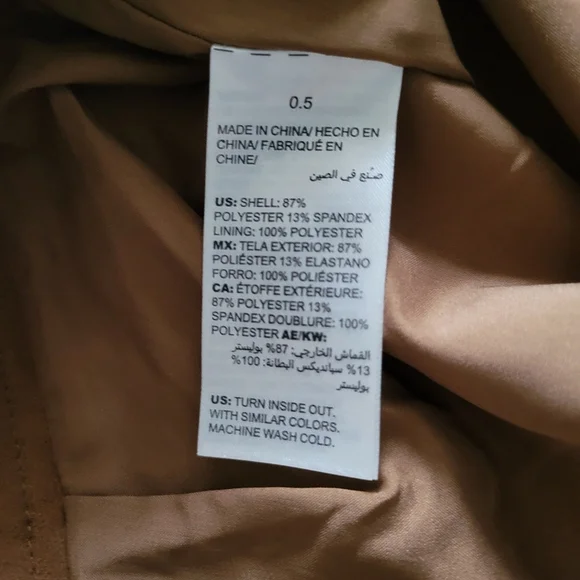 0.5
MADE IN CHINA/ HECHO EN
CHINA/ FABRIQUÉ EN
CHINE/
صنع في الصين
US: SHELL: 87%
POLYESTER 13% SPANDEX
LINING: 100% POLYESTER
MX: TELA EXTERIOR: 87%
POLIÉSTER 13% ELASTANO
FORRO: 100% POLIÉSTER
CA: ÉTOFFE EXTÉRIEURE:
87% POLYESTER 13%
SPANDEX DOUBLURE: 100%
POLYESTER AE/KW:
القماش الخارجي: 87% بوليستر
13% سباندكس البطانة: 100%
بوليستر
US: TURN INSIDE OUT.
WITH SIMILAR COLORS.
MACHINE WASH COLD.